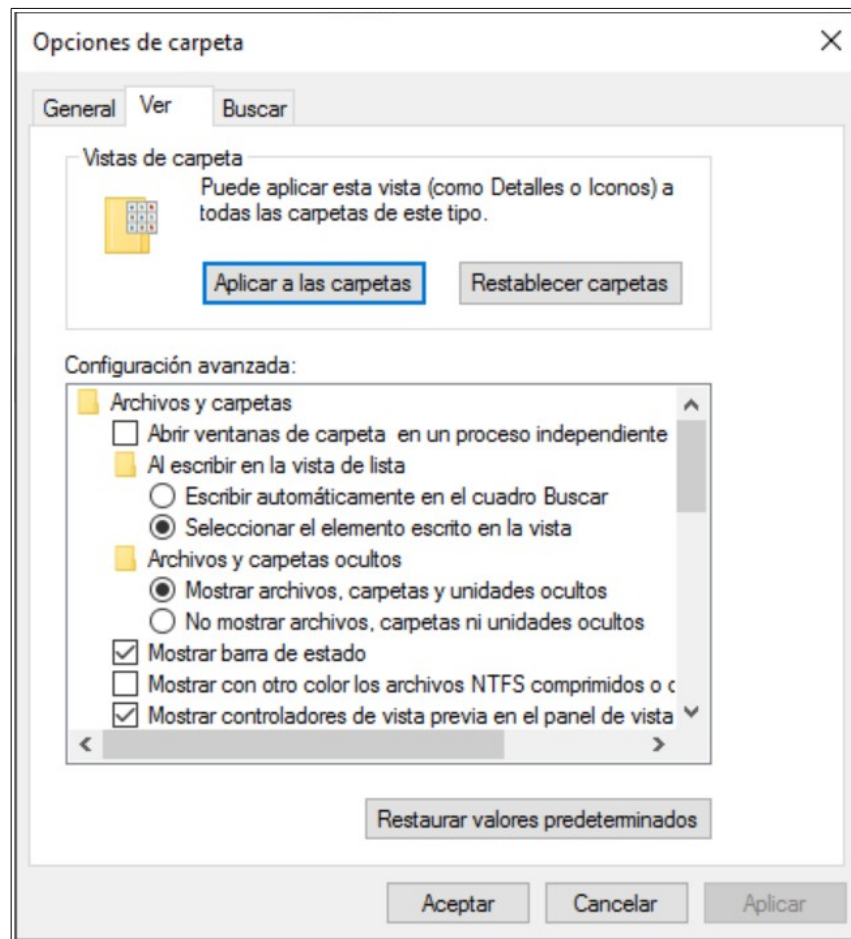 Opciones de carpeta
General Ver Buscar
Vistas de carpeta
Puede aplicar esta vista (como Detalles o Iconos) a
todas las carpetas de este tipo.
Aplicar a las carpetas Restablecer carpetas
Configuración avanzada:
Archivos y carpetas
Abrir ventanas de carpeta en un proceso independiente
Al escribir en la vista de lista
Escribir automáticamente en el cuadro Buscar
Seleccionar el elemento escrito en la vista
Archivos y carpetas ocultos
Mostrar archivos, carpetas y unidades ocultos
No mostrar archivos, carpetas ni unidades ocultos
Mostrar barra de estado
Mostrar con otro color los archivos NTFS comprimidos o
Mostrar controladores de vista previa en el panel de vista
Restaurar valores predeterminados
Aceptar Cancelar Aplicar